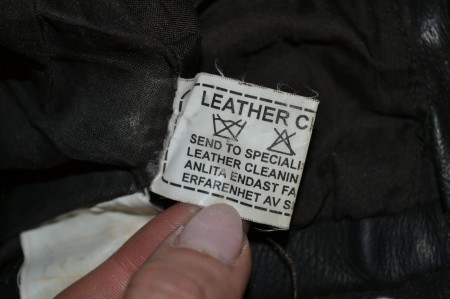 LEATHER C
SEND TO SPECIALI
LEATHER CLEANIN
ANLITA ENDAST FA
ERFARENHET AV S